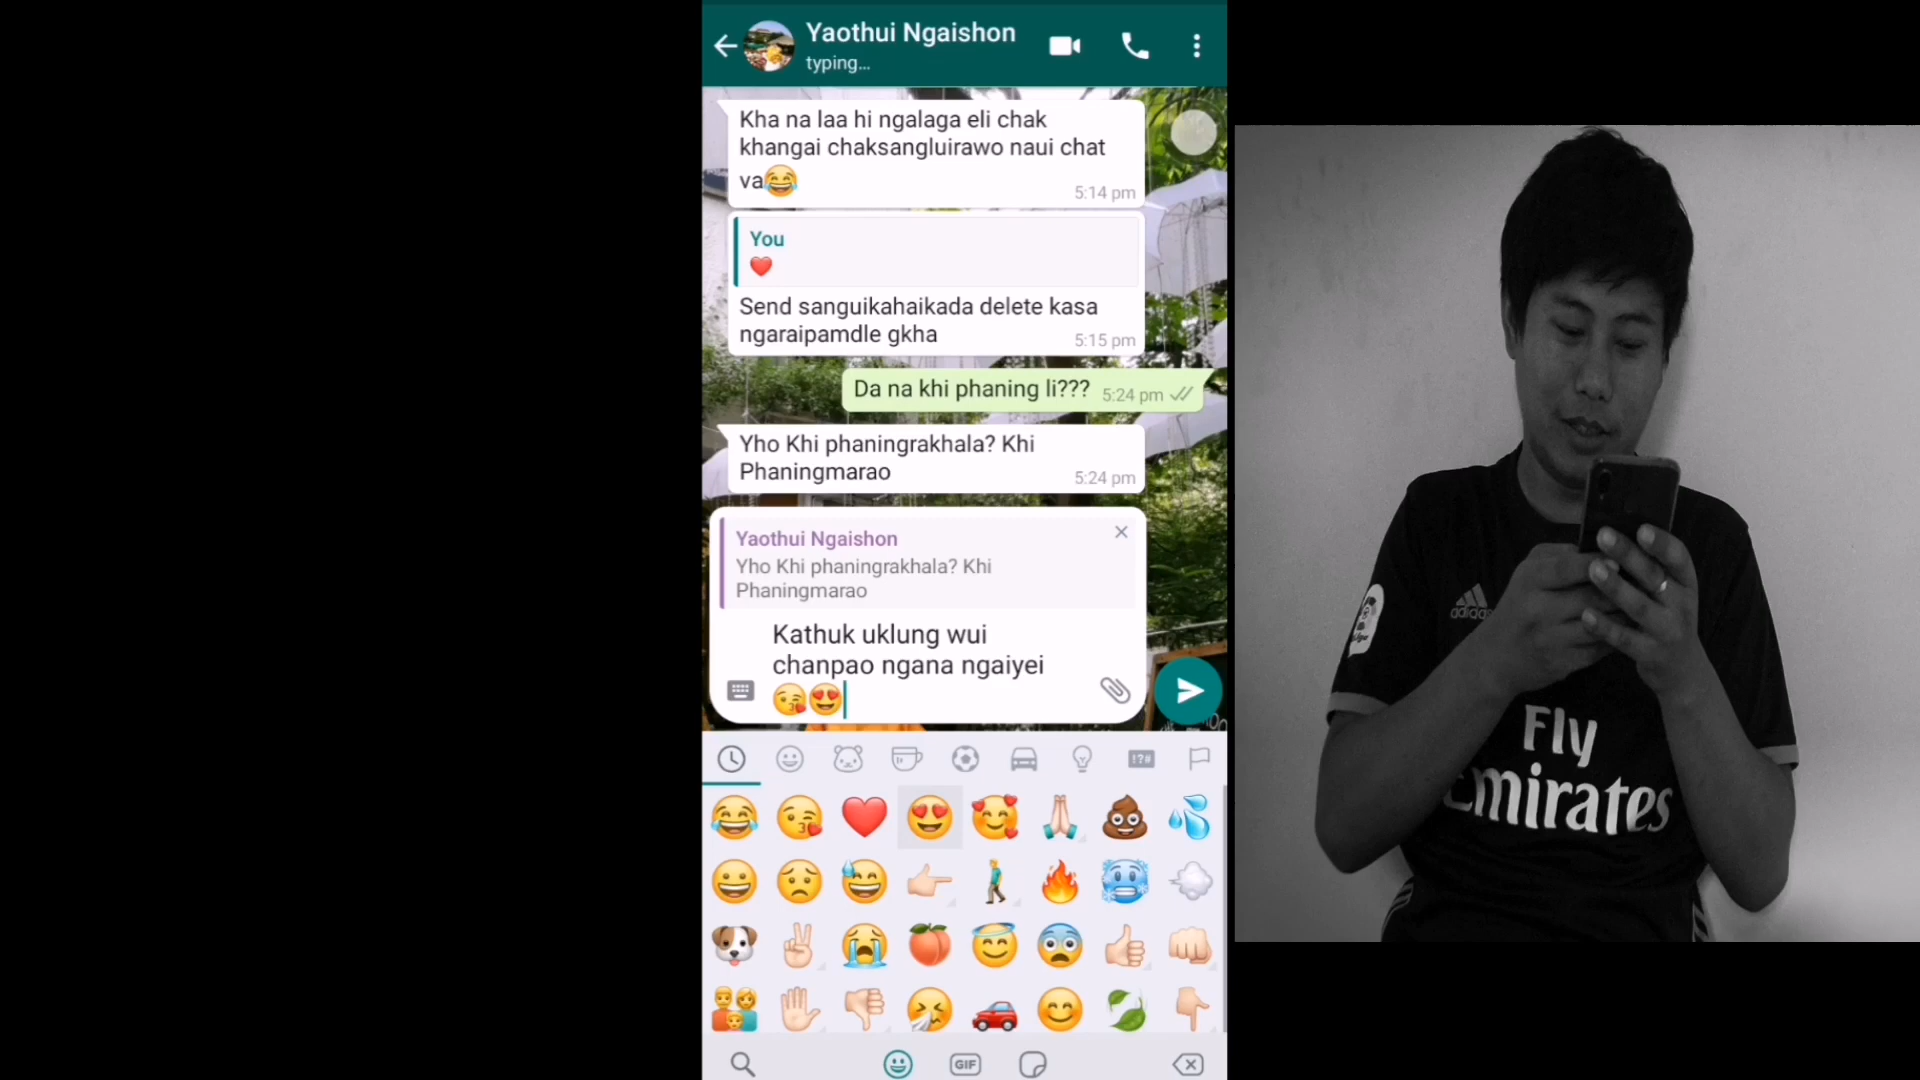 Yaothui Ngaishon
typing...
Kha na laa hi ngalaga eli chak
khangai chaksangluirawo naui chat
va😂
5:14 pm
You
❤️
Send sanguikahaikada delete kasa
ngaraipamdle gkha
5:15 pm
Da na khi phaning li???
5:24 pm
Yho Khi phaningrakhala? Khi
Phaningmarao
5:24 pm
Yaothui Ngaishon
Yho Khi phaningrakhala? Khi
Phaningmarao
Kathuk uklung wui
chanpao ngana ngaiyei
😘😍
!?#
GIF
adidas
Fly
Emirates